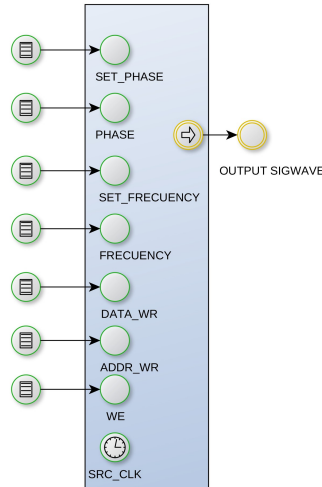 SET_PHASE
PHASE
OUTPUT SIGWAVE
SET_FRECUENCY
FRECUENCY
DATA_WR
ADDR_WR
WE
SRC_CLK